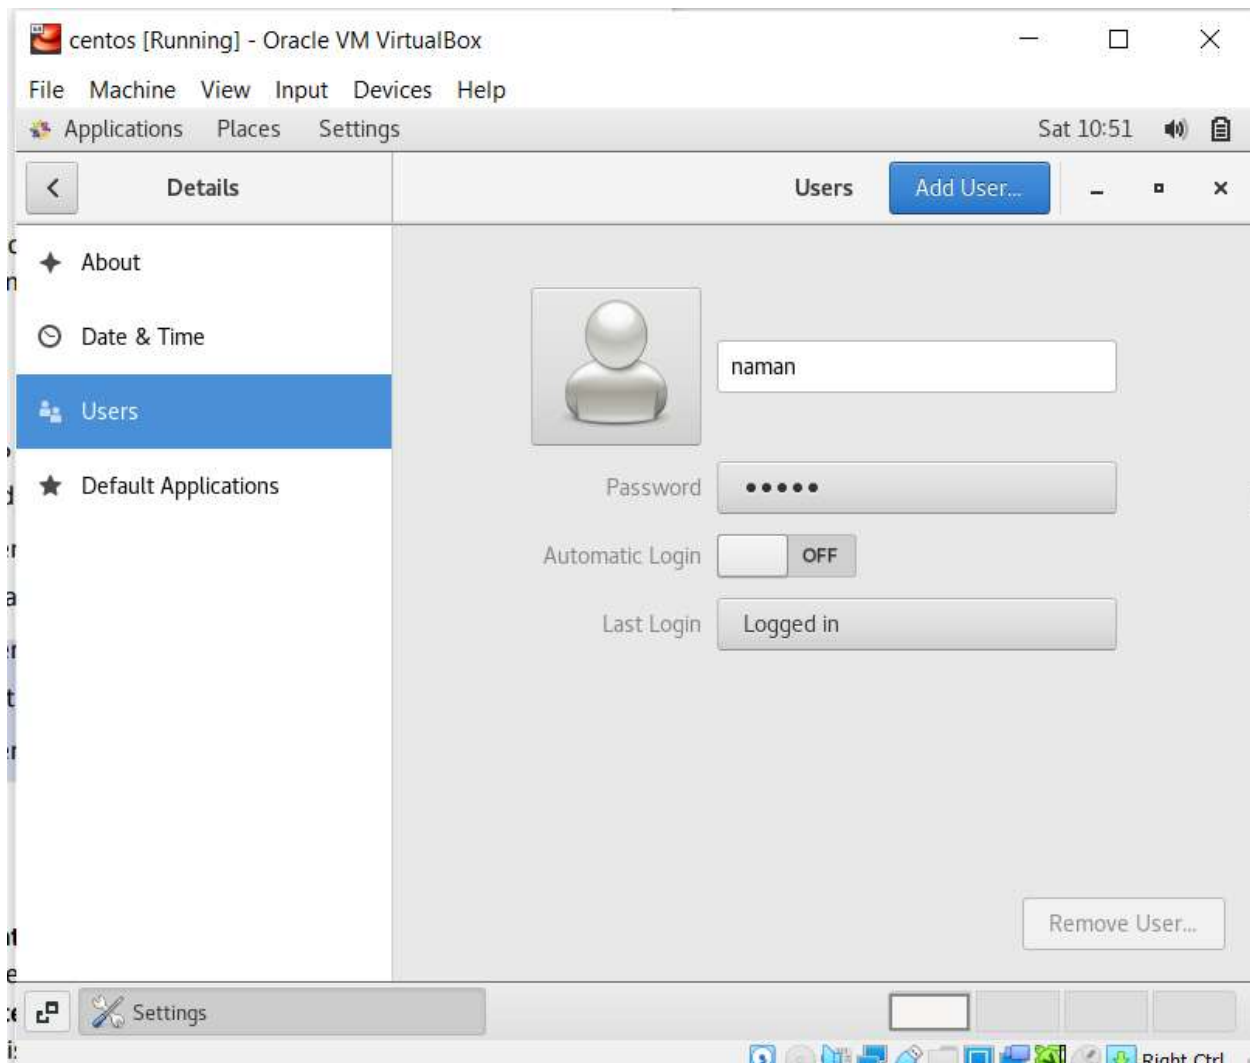 centos [Running] - Oracle VM VirtualBox
File Machine View Input Devices Help
Applications Places Settings Sat 10:51
Details Users Add User...
About
Date & Time
naman
Users
Default Applications
Password •••••
Automatic Login OFF
Last Login Logged in
Remove User...
Settings
Right Ctrl